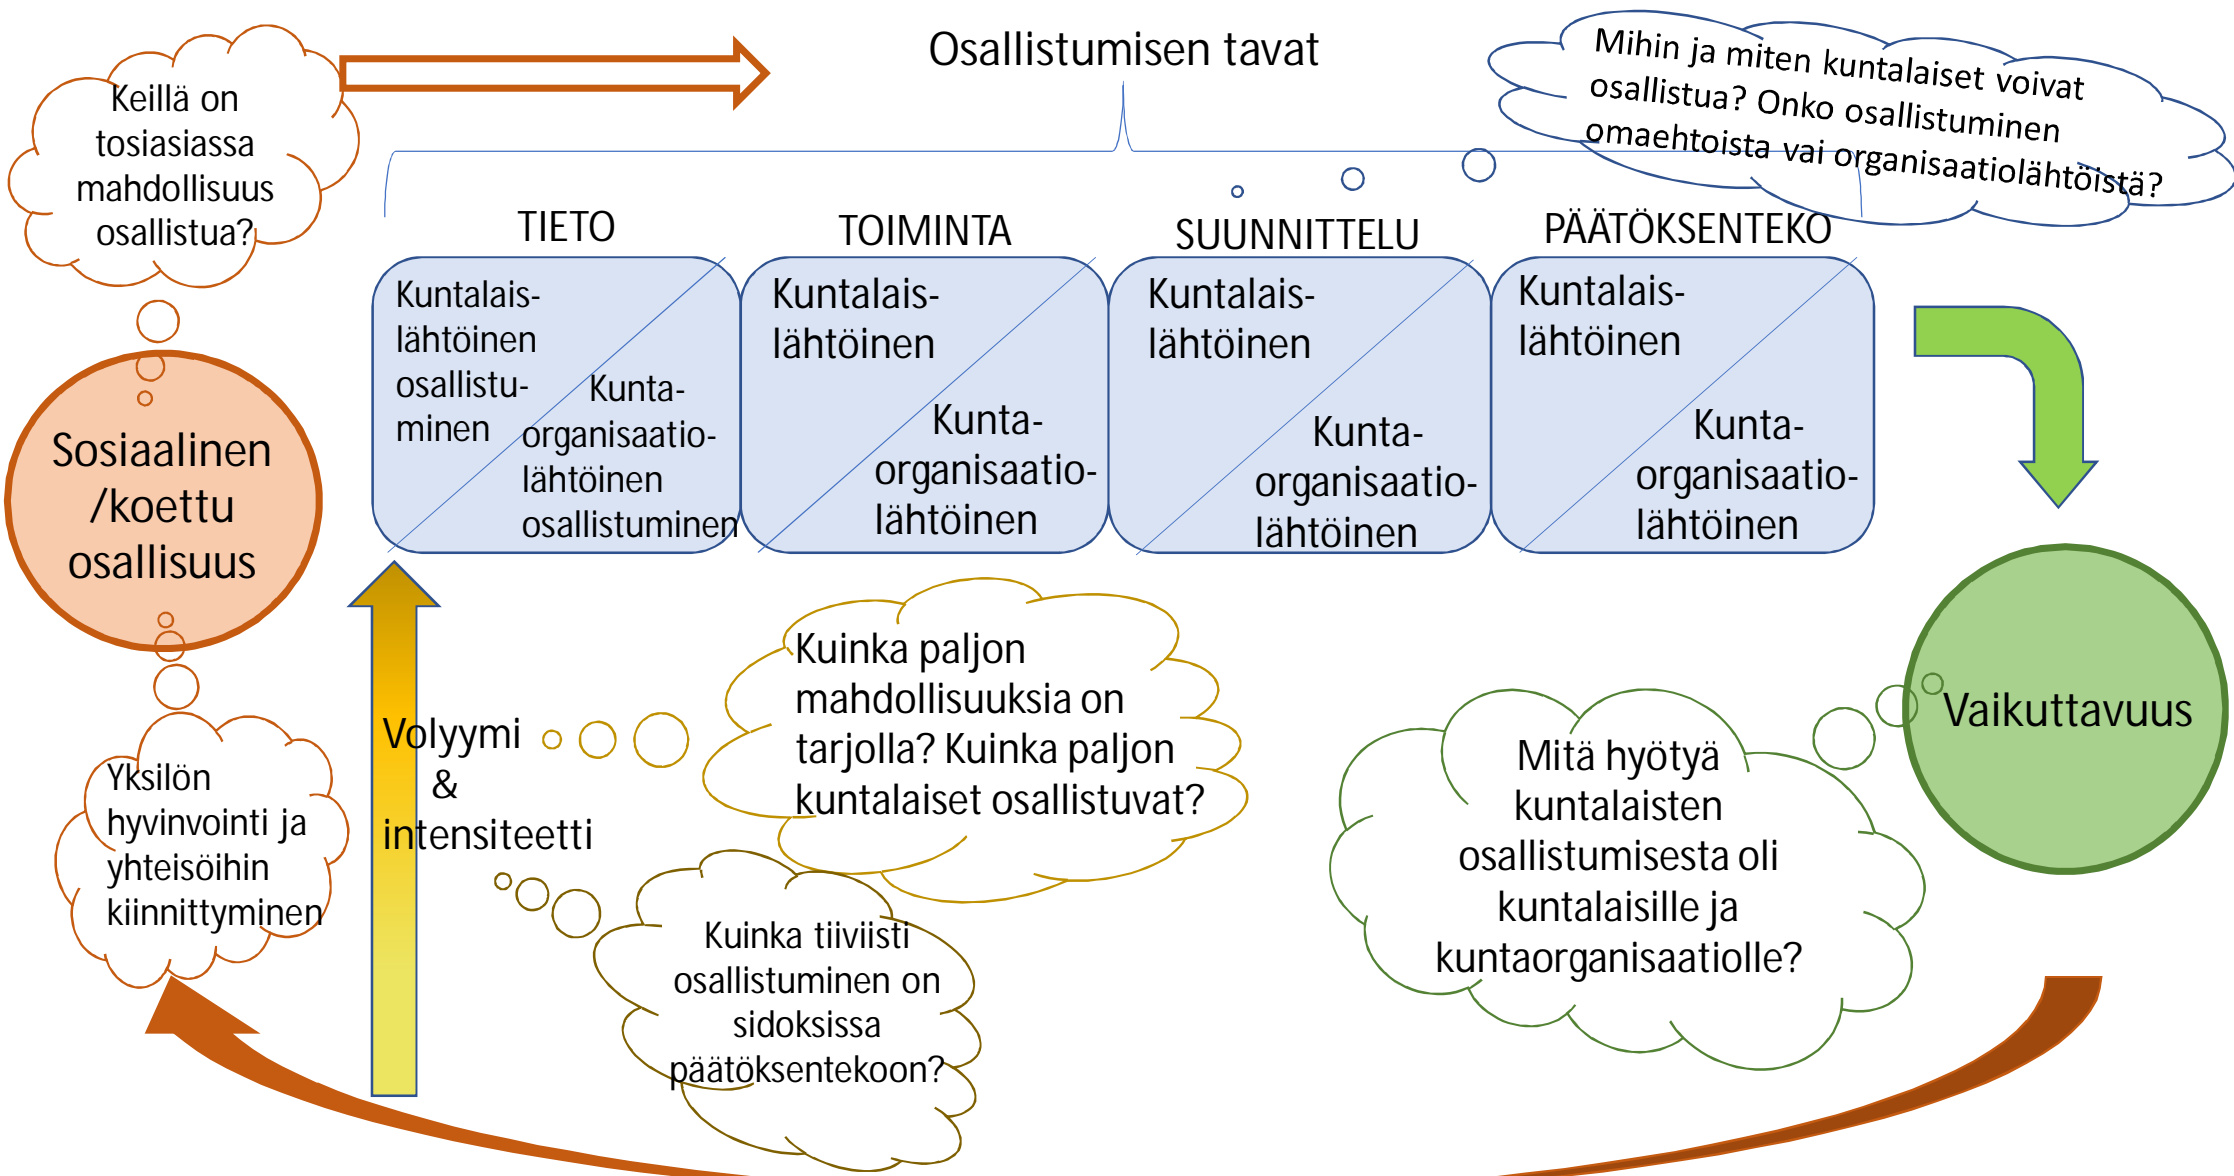 Osallistumisen tavat
Mihin ja miten kuntalaiset voivat
osallistua? Onko osallistuminen
omaehtoista vai organisaatiolähtöistä?
Keillä on
tosiasiassa
mahdollisuus
osallistua?
TIETO
TOIMINTA
SUUNNITTELU
PÄÄTÖKSENTEKO
Kuntalais-
lähtöinen
osallistu-
minen
Kunta-
organisaatio-
lähtöinen
osallistuminen
Kuntalais-
lähtöinen
Kunta-
organisaatio-
lähtöinen
Kuntalais-
lähtöinen
Kunta-
organisaatio-
lähtöinen
Kuntalais-
lähtöinen
Kunta-
organisaatio-
lähtöinen
Sosiaalinen
/koettu
osallisuus
Yksilön
hyvinvointi ja
yhteisöihin
kiinnittyminen
Volyymi
&
intensiteetti
Kuinka paljon
mahdollisuuksia on
tarjolla? Kuinka paljon
kuntalaiset osallistuvat?
Kuinka tiiviisti
osallistuminen on
sidoksissa
päätöksentekoon?
Mitä hyötyä
kuntalaisten
osallistumisesta oli
kuntalaisille ja
kuntaorganisaatiolle?
Vaikuttavuus